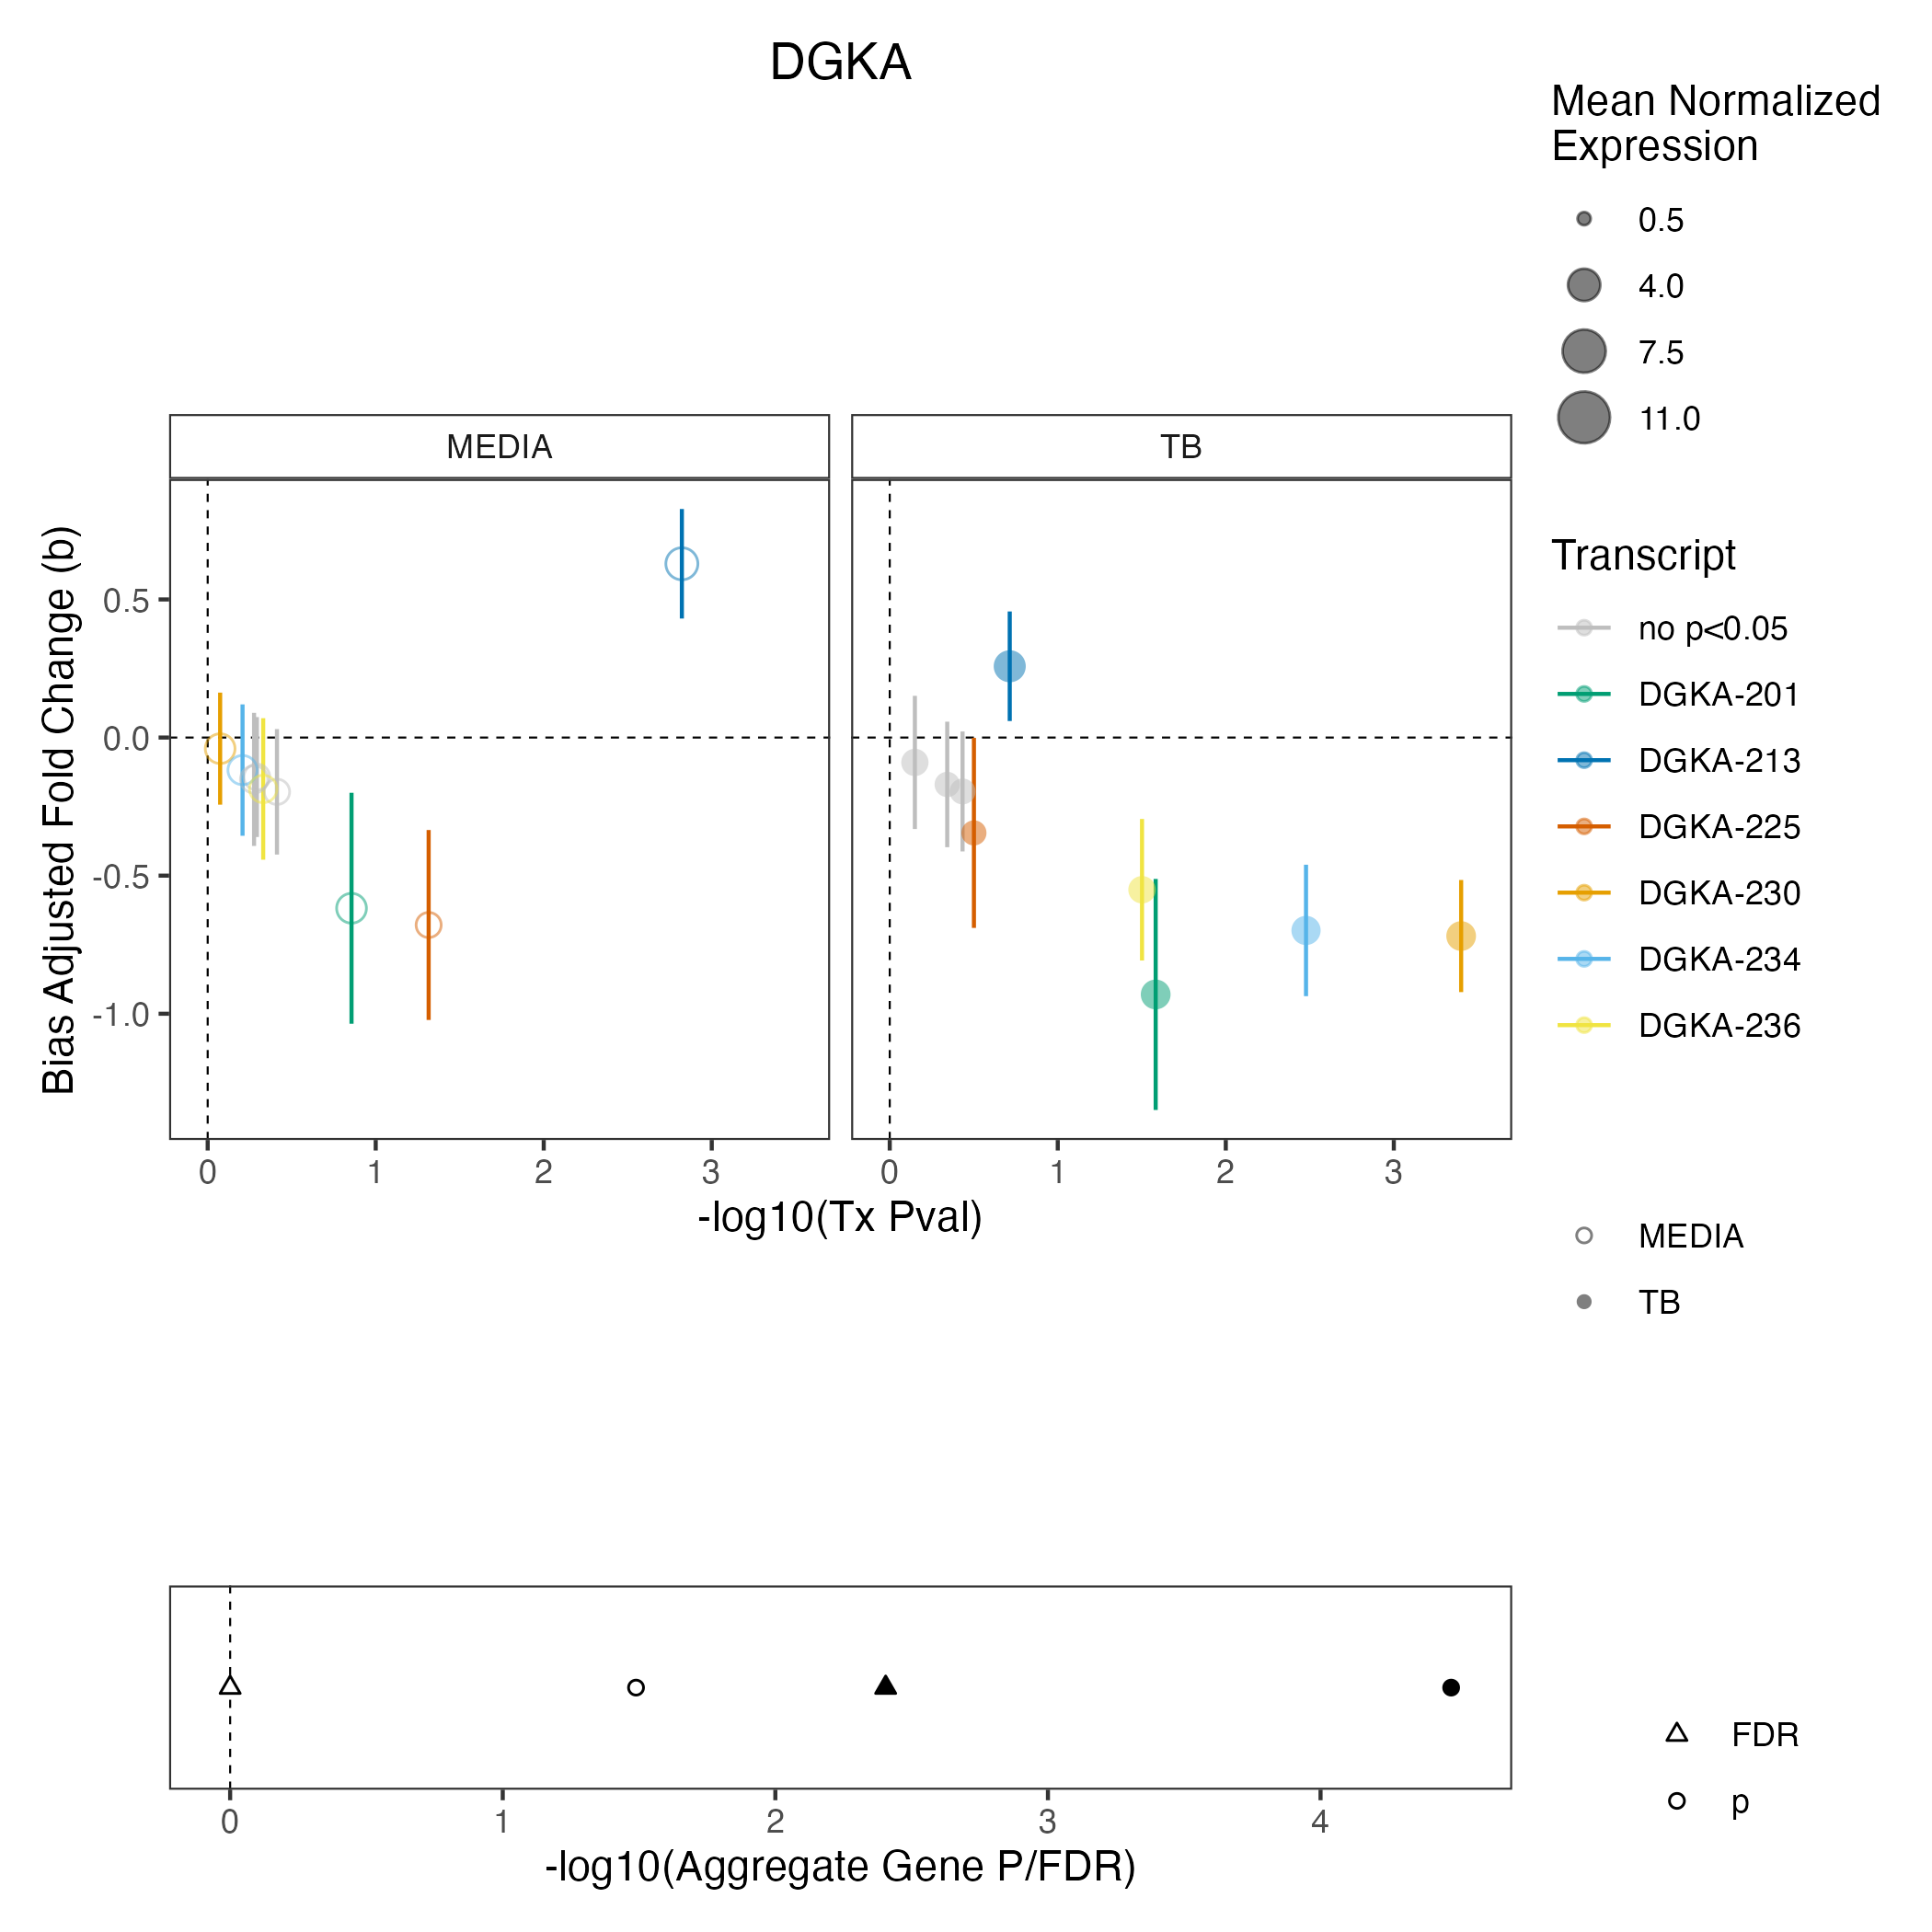 DGKA
MEDIA
TB
Bias Adjusted Fold Change (b)
0.5
0.0
-0.5
-1.0
0
1
2
3
0
1
2
3
-log10(Tx Pval)
Mean Normalized
Expression
0.5
4.0
7.5
11.0
Transcript
no p<0.05
DGKA-201
DGKA-213
DGKA-225
DGKA-230
DGKA-234
DGKA-236
MEDIA
TB
0
1
2
3
4
-log10(Aggregate Gene P/FDR)
FDR
p